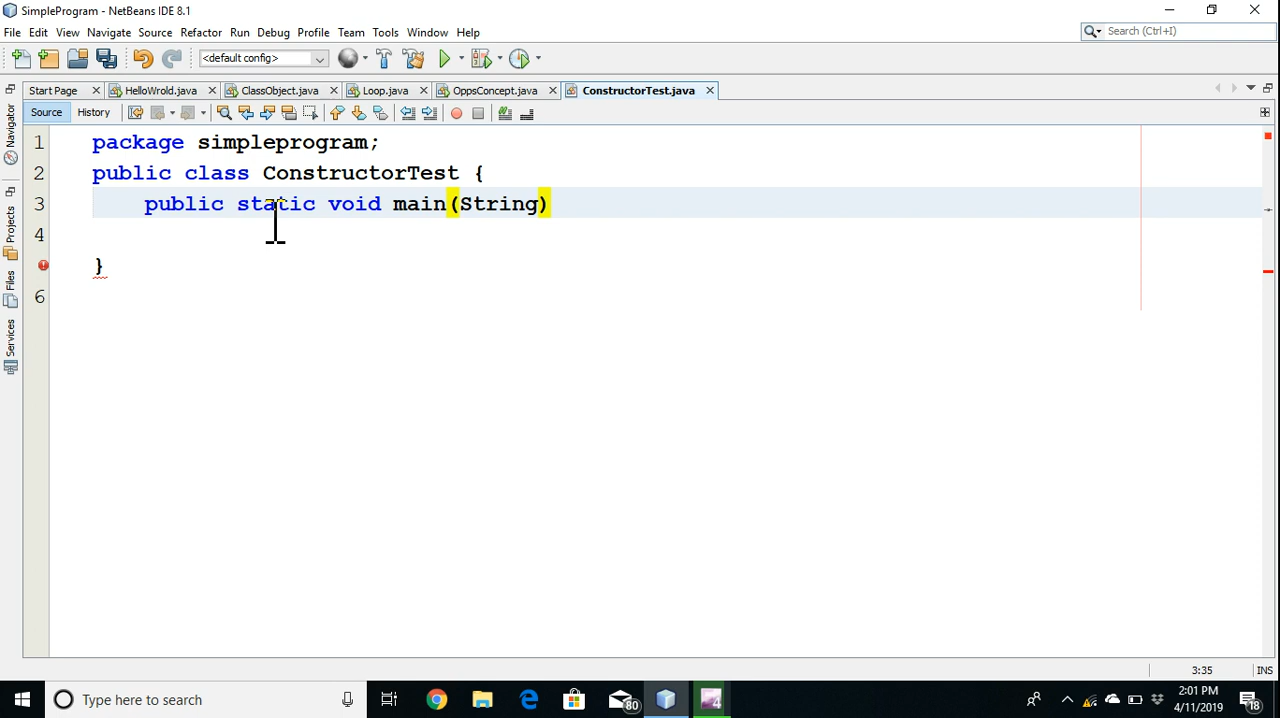 SimpleProgram - NetBeans IDE 8.1
File Edit View Navigate Source Refactor Run Debug Profile Team Tools Window Help
Search (Ctrl+I)
<default config>
Start Page HelloWrold.java ClassObject.java Loop.java OppsConcept.java ConstructorTest.java
Source History
Navigator
Projects
Files
Services
1 package simpleprogram;
2 public class ConstructorTest {
3 public static void main(String)
4
}
6
3:35 INS
Type here to search
80
4
2:01 PM
4/11/2019
18